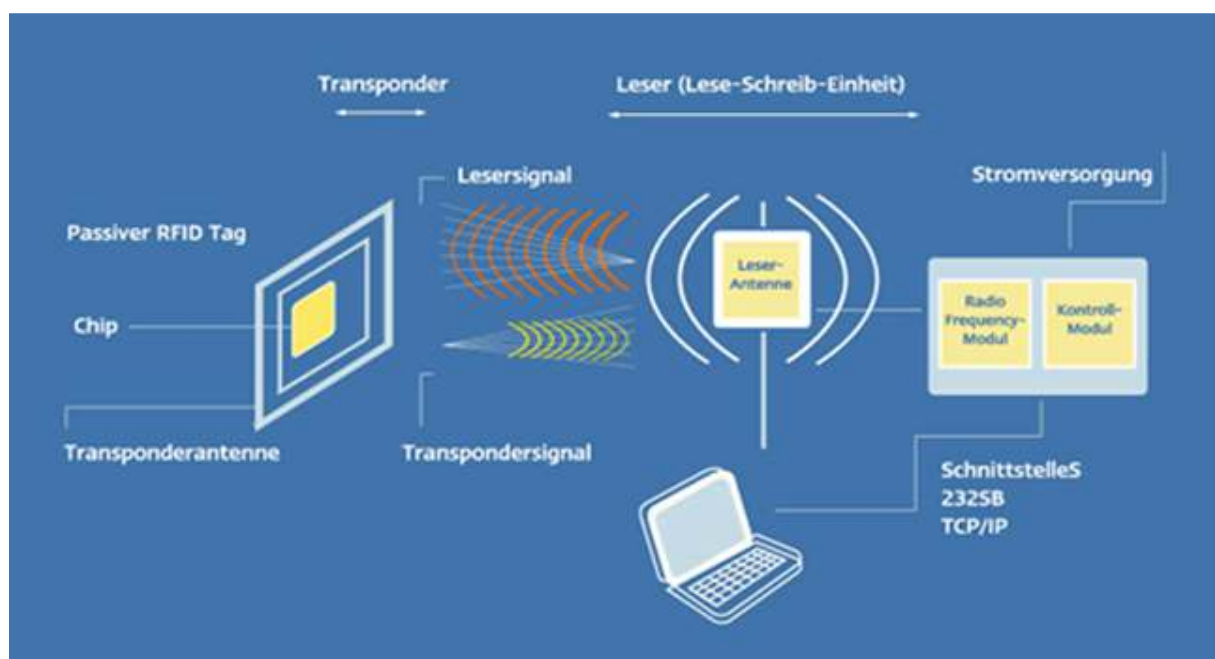 Transponder
Leser (Lese-Schreib-Einheit)
Lesersignal
Stromversorgung
Passiver RFID Tag
Leser-
Antenne
Radio
Frequency-
Modul
Kontroll-
Modul
Chip
Transponderantenne
Transpondersignal
SchnittstelleS
232SB
TCP/IP